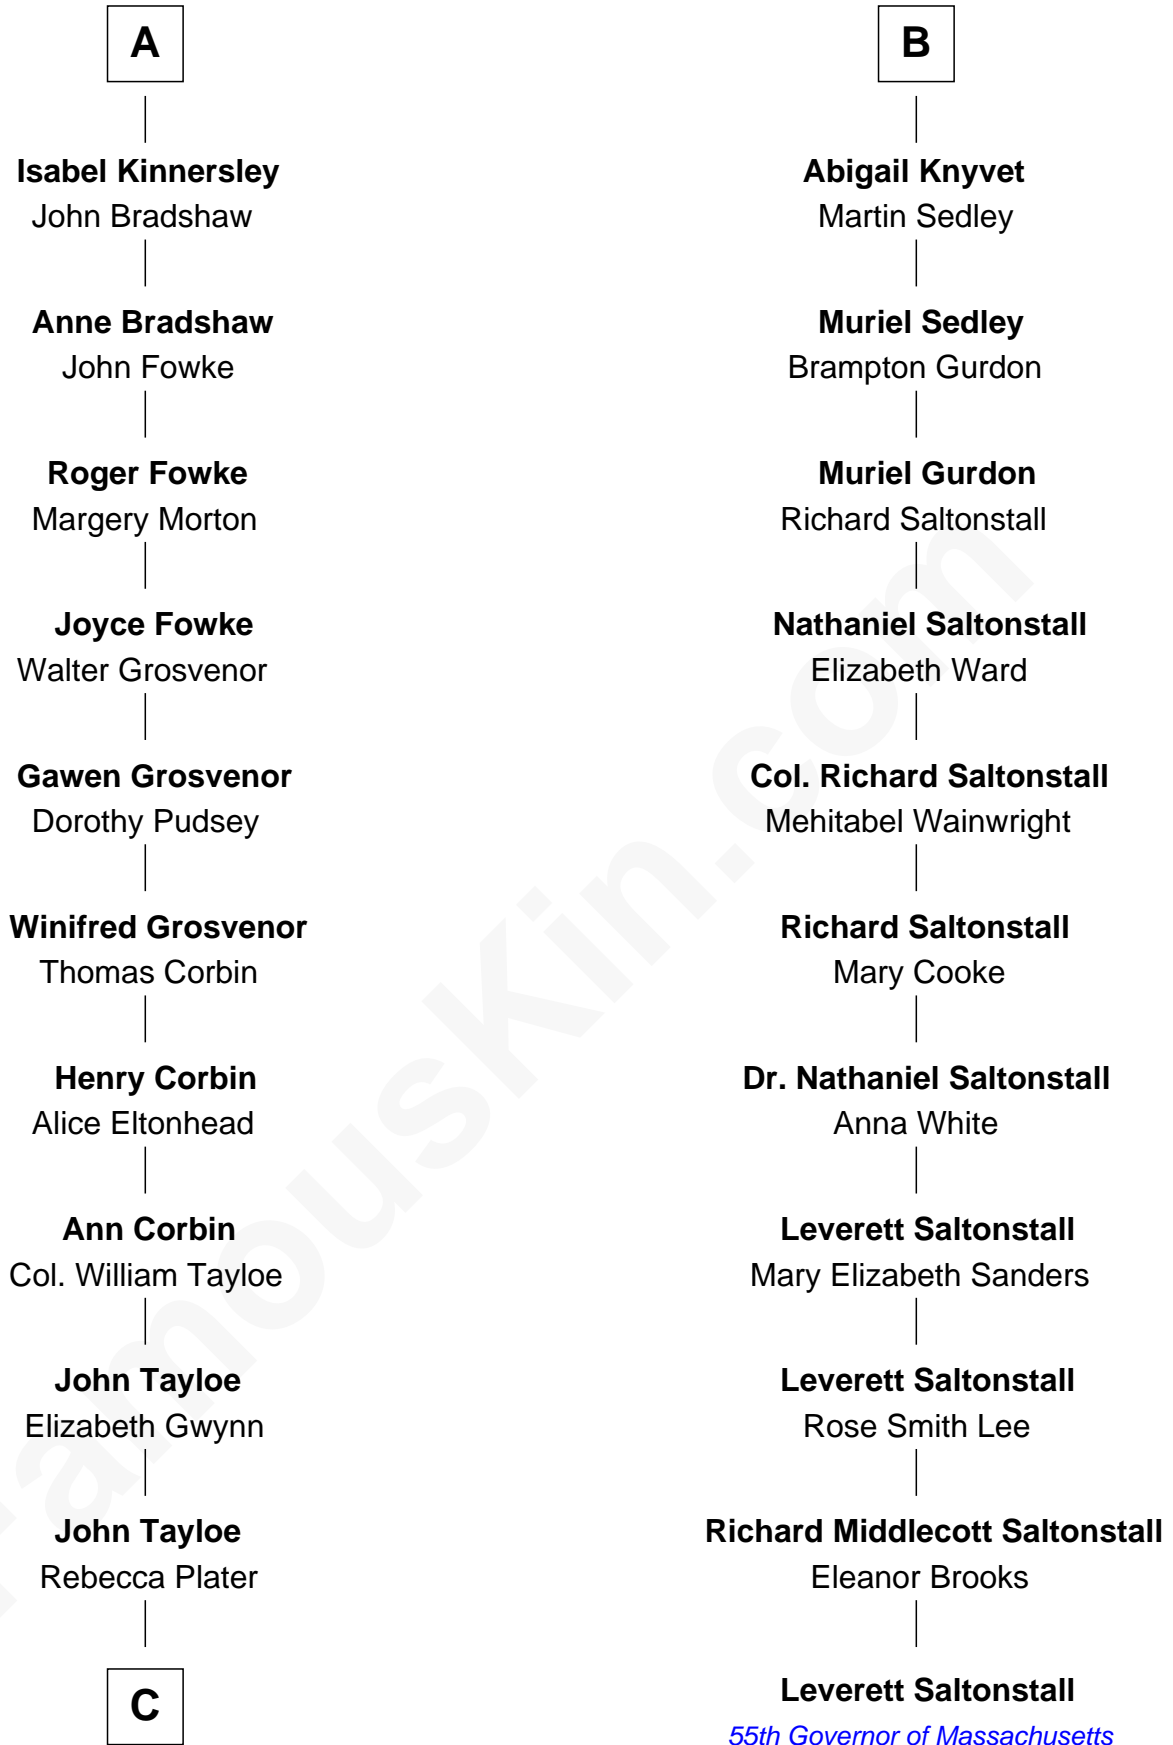 A
Isabel Kinnersley
John Bradshaw
Anne Bradshaw
John Fowke
Roger Fowke
Margery Morton
Joyce Fowke
Walter Grosvenor
Gawen Grosvenor
Dorothy Pudsey
Winifred Grosvenor
Thomas Corbin
Henry Corbin
Alice Eltonhead
Ann Corbin
Col. William Tayloe
John Tayloe
Elizabeth Gwynn
John Tayloe
Rebecca Plater
C
B
Abigail Knyvet
Martin Sedley
Muriel Sedley
Brampton Gurdon
Muriel Gurdon
Richard Saltonstall
Nathaniel Saltonstall
Elizabeth Ward
Col. Richard Saltonstall
Mehitabel Wainwright
Richard Saltonstall
Mary Cooke
Dr. Nathaniel Saltonstall
Anna White
Leverett Saltonstall
Mary Elizabeth Sanders
Leverett Saltonstall
Rose Smith Lee
Richard Middlecott Saltonstall
Eleanor Brooks
Leverett Saltonstall
55th Governor of Massachusetts
FamousKin.com